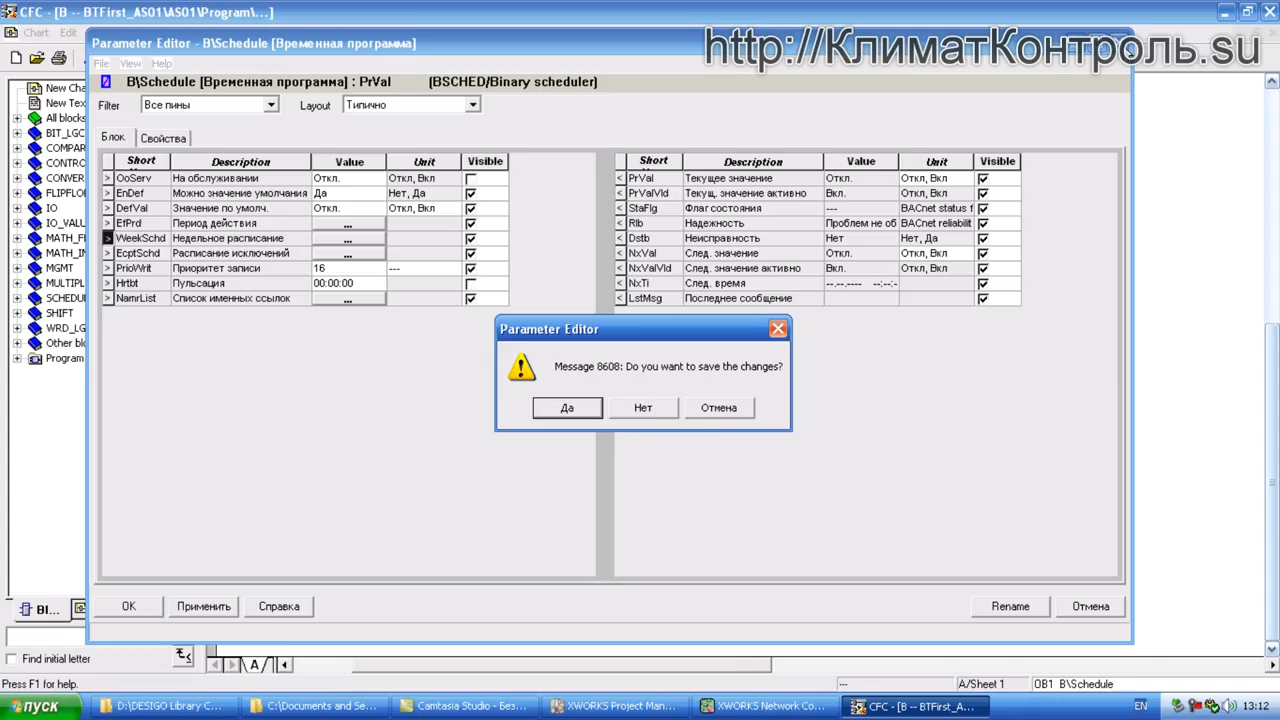 CFC - [B -- BTFirst_AS01\AS01\Program\...]
Chart Edit
http://КлиматКонтроль.su
Parameter Editor - B\Schedule [Временная программа]
File View Help
B\Schedule [Временная программа] : PrVal (BSCHED/Binary scheduler)
Filter Все пины Layout Типично
Блок Свойства
New Cha
New Tex
All blocks
BIT_LGC
COMPAR
CONTRO
CONVER
FLIPFLO
IO
IO_VALU
MATH_FL
MATH_IN
MGMT
MULTIPL
SCHEDU
SHIFT
WRD_LG
Other blo
Program
Short Description Value Unit Visible
> OoServ На обслуживании Откл. Откл, Вкл
> EnDef Можно значение умолчания Да Нет, Да
> DefVal Значение по умолч. Откл. Откл, Вкл
> EfPrd Период действия ...
> WeekSchd Недельное расписание ...
> EcptSchd Расписание исключений ...
> PrioWrit Приоритет записи 16 ---
> Hrtbt Пульсация 00:00:00
> NamrList Список именных ссылок ...
Short Description Value Unit Visible
< PrVal Текущее значение Откл. Откл, Вкл
< PrValVld Текущ. значение активно Вкл. Откл, Вкл
< StaFlg Флаг состояния --- BACnet status f
< Rlb Надежность Проблем не об BACnet reliabilit
< Dstb Неисправность Нет Нет, Да
< NxVal След. значение Откл. Откл, Вкл
< NxValVld След. значение активно Вкл. Откл, Вкл
< NxTi След. время --.--.---- --:--:-
< LstMsg Последнее сообщение
Parameter Editor
Message 8608: Do you want to save the changes?
Да Нет Отмена
OK Применить Справка Rename Отмена
BI...
Find initial letter
A
Press F1 for help. --- A/Sheet 1 OB1 B\Schedule
пуск D:\DESIGO Library C... C:\Documents and Se... Camtasia Studio - Без... XWORKS Project Man... XWORKS Network Co... CFC - [B -- BTFirst_A... EN 13:12